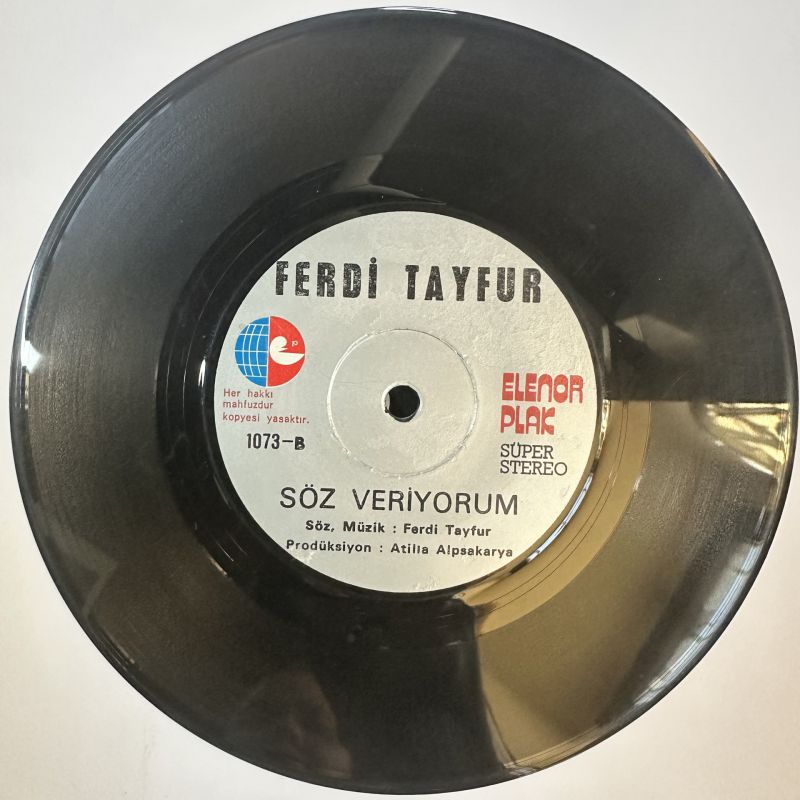 FERDİ TAYFUR
Her hakkı
mahfuzdur
kopyesi yasaktır.
1073-B
ELENOR
PLAK
SÜPER
STEREO
SÖZ VERİYORUM
Söz, Müzik : Ferdi Tayfur
Prodüksiyon : Atilla Alpsakarya